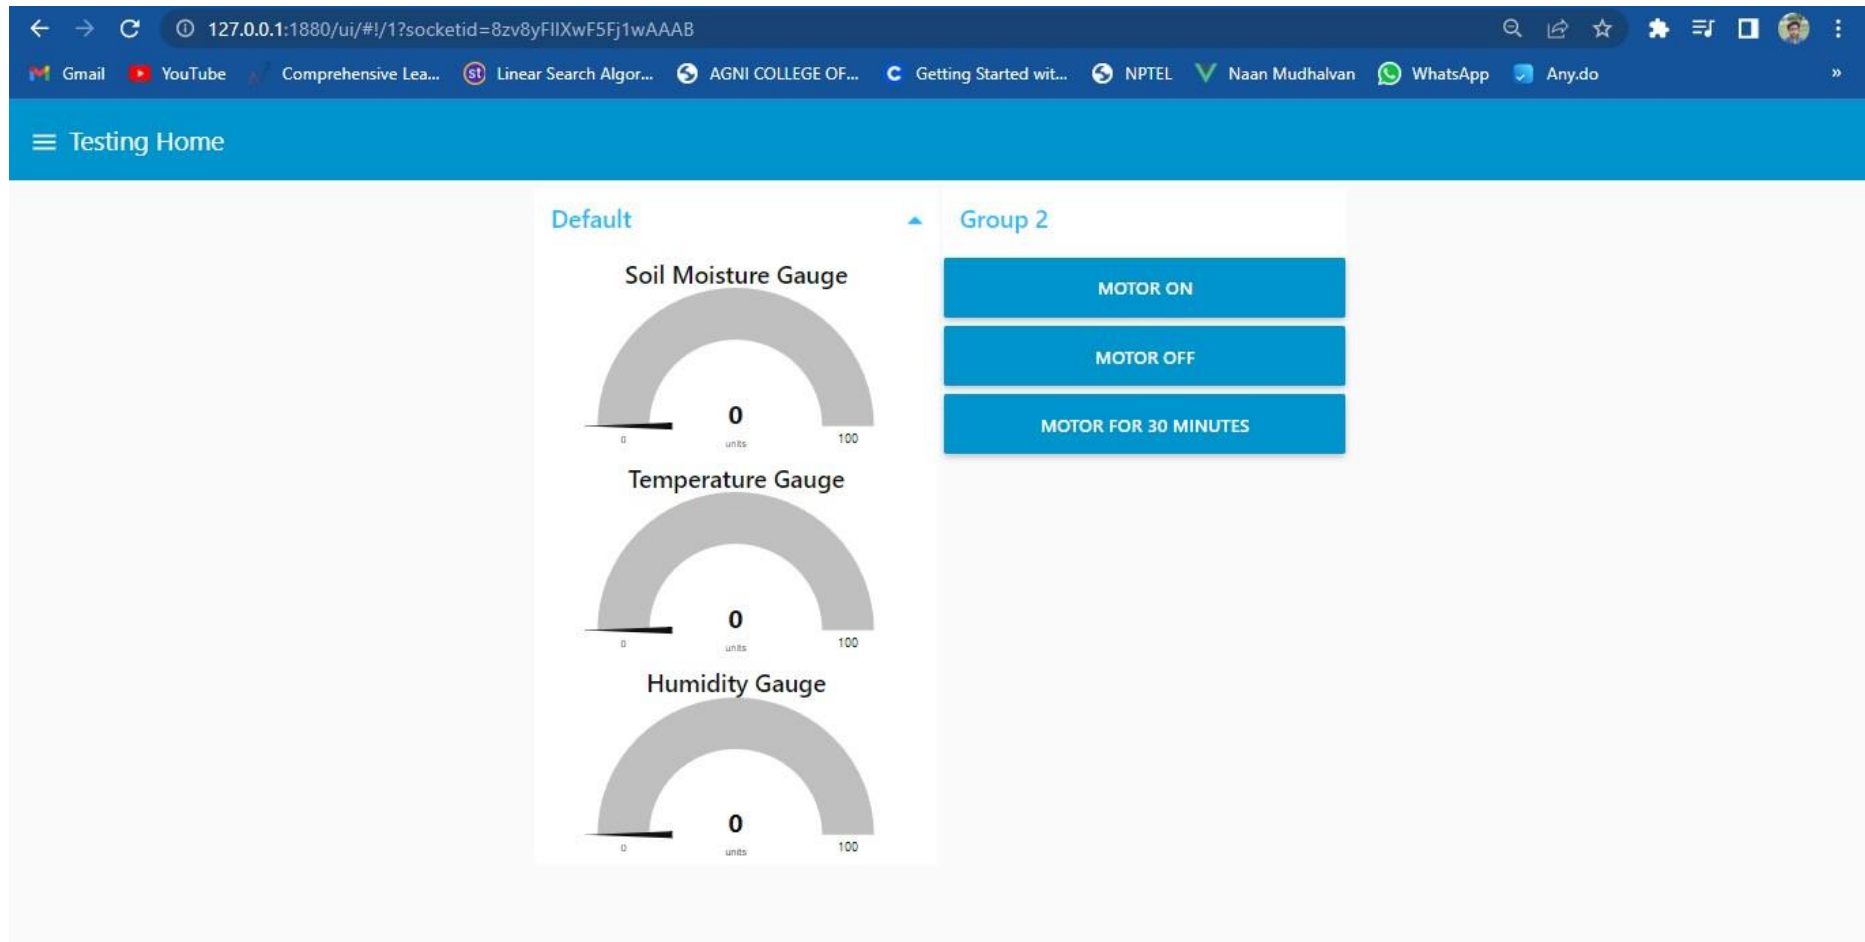 127.0.0.1:1880/ui/#!/1?socketid=8zv8yFIIXwF5Fj1wAAAB
Gmail YouTube Comprehensive Lea... st Linear Search Algor... AGNI COLLEGE OF... C Getting Started wit... NPTEL Naan Mudhalvan WhatsApp Any.do »
Testing Home
Default
Soil Moisture Gauge
0
0 units 100
Temperature Gauge
0
0 units 100
Humidity Gauge
0
0 units 100
Group 2
MOTOR ON
MOTOR OFF
MOTOR FOR 30 MINUTES